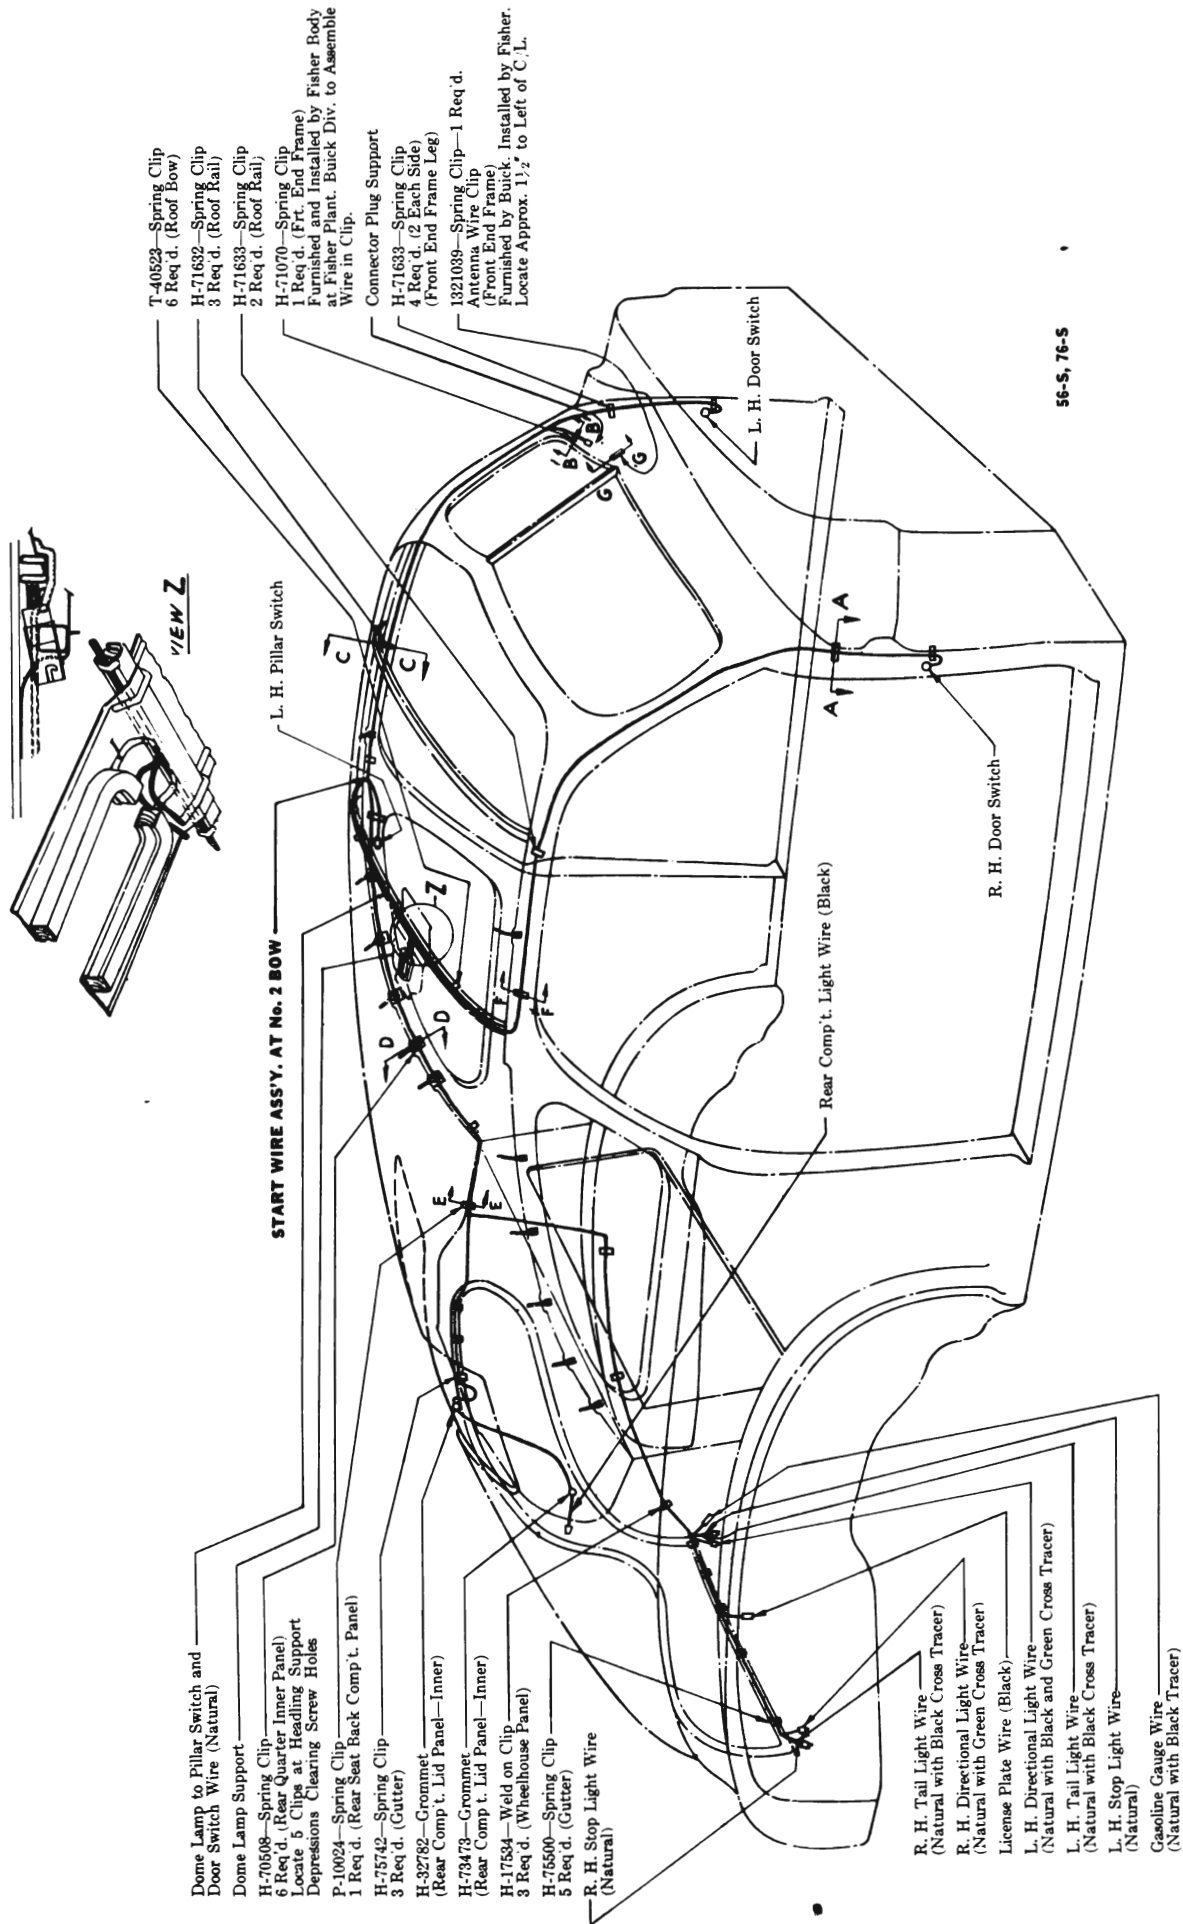 T-40523—Spring Clip
6 Req'd. (Roof Bow)
H-71632—Spring Clip
3 Req'd. (Roof Rail)
H-71633—Spring Clip
2 Req'd. (Roof Rail)
H-71070—Spring Clip
1 Req'd. (Frt. End Frame)
Furnished and Installed by Fisher Body
at Fisher Plant. Buick Div. to Assemble
Wire in Clip.
Connector Plug Support
H-71633—Spring Clip
4 Req'd. (2 Each Side)
(Front End Frame Leg)
1321039—Spring Clip—1 Req'd.
Antenna Wire Clip
(Front End Frame)
Furnished by Buick. Installed by Fisher.
Locate Approx. 1½" to Left of C/L.
VIEW Z
L. H. Pillar Switch
START WIRE ASS'Y. AT No. 2 BOW
L. H. Door Switch
56-S, 76-S
R. H. Door Switch
Rear Comp't. Light Wire (Black)
A
A
B
B
C
C
D
D
E
E
F
F
G
G
Z
Dome Lamp to Pillar Switch and
Door Switch Wire (Natural)
Dome Lamp Support
H-70508—Spring Clip
6 Req'd. (Rear Quarter Inner Panel)
Locate 5 Clips at Headling Support
Depressions Clearing Screw Holes
P-10024—Spring Clip
1 Req'd. (Rear Seat Back Comp't. Panel)
H-75742—Spring Clip
3 Req'd. (Gutter)
H-32782—Grommet
(Rear Comp't. Lid Panel—Inner)
H-73473—Grommet
(Rear Comp't. Lid Panel—Inner)
H-17534—Weld on Clip
3 Req'd. (Wheelhouse Panel)
H-75500—Spring Clip
5 Req'd. (Gutter)
R. H. Stop Light Wire
(Natural)
R. H. Tail Light Wire
(Natural with Black Cross Tracer)
R. H. Directional Light Wire
(Natural with Green Cross Tracer)
License Plate Wire (Black)
L. H. Directional Light Wire
(Natural with Black and Green Cross Tracer)
L. H. Tail Light Wire
(Natural with Black Cross Tracer)
L. H. Stop Light Wire
(Natural)
Gasoline Gauge Wire
(Natural with Black Tracer)